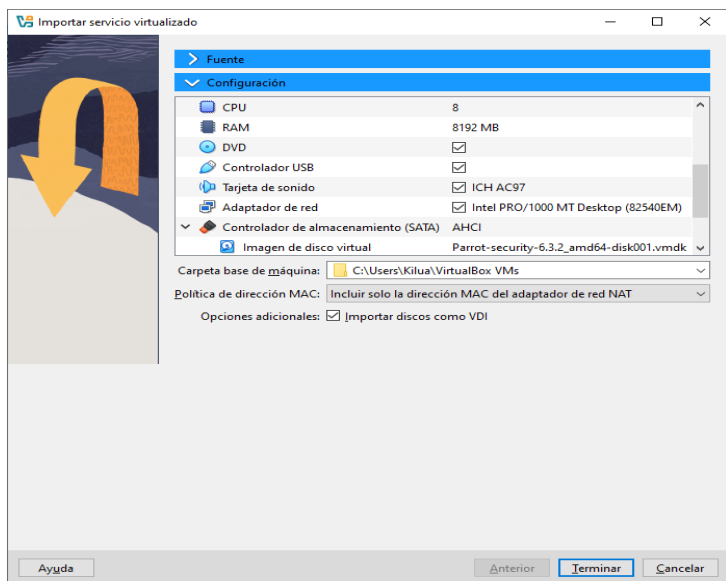 Importar servicio virtualizado
Fuente
Configuración
CPU 8
RAM 8192 MB
DVD
Controlador USB
Tarjeta de sonido ICH AC97
Adaptador de red Intel PRO/1000 MT Desktop (82540EM)
Controlador de almacenamiento (SATA) AHCI
Imagen de disco virtual Parrot-security-6.3.2_amd64-disk001.vmdk
Carpeta base de máquina: C:\Users\Kilua\VirtualBox VMs
Política de dirección MAC: Incluir solo la dirección MAC del adaptador de red NAT
Opciones adicionales: Importar discos como VDI
Ayuda Anterior Terminar Cancelar